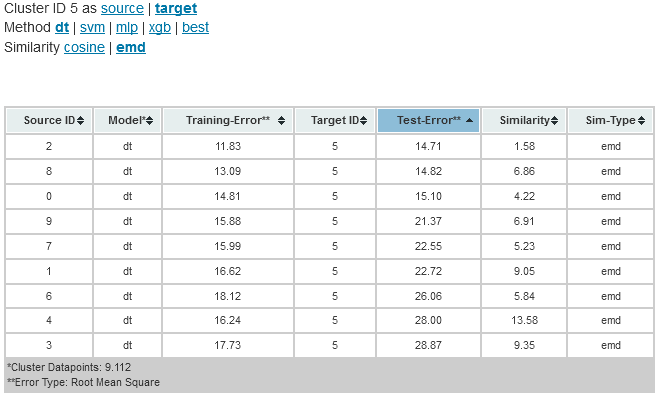 Cluster ID 5 as source | target
Method dt | svm | mlp | xgb | best
Similarity cosine | emd
Source ID Model* Training-Error** Target ID Test-Error** Similarity Sim-Type
2 dt 11.83 5 14.71 1.58 emd
8 dt 13.09 5 14.82 6.86 emd
0 dt 14.81 5 15.10 4.22 emd
9 dt 15.88 5 21.37 6.91 emd
7 dt 15.99 5 22.55 5.23 emd
1 dt 16.62 5 22.72 9.05 emd
6 dt 18.12 5 26.06 5.84 emd
4 dt 16.24 5 28.00 13.58 emd
3 dt 17.73 5 28.87 9.35 emd
*Cluster Datapoints: 9.112
**Error Type: Root Mean Square